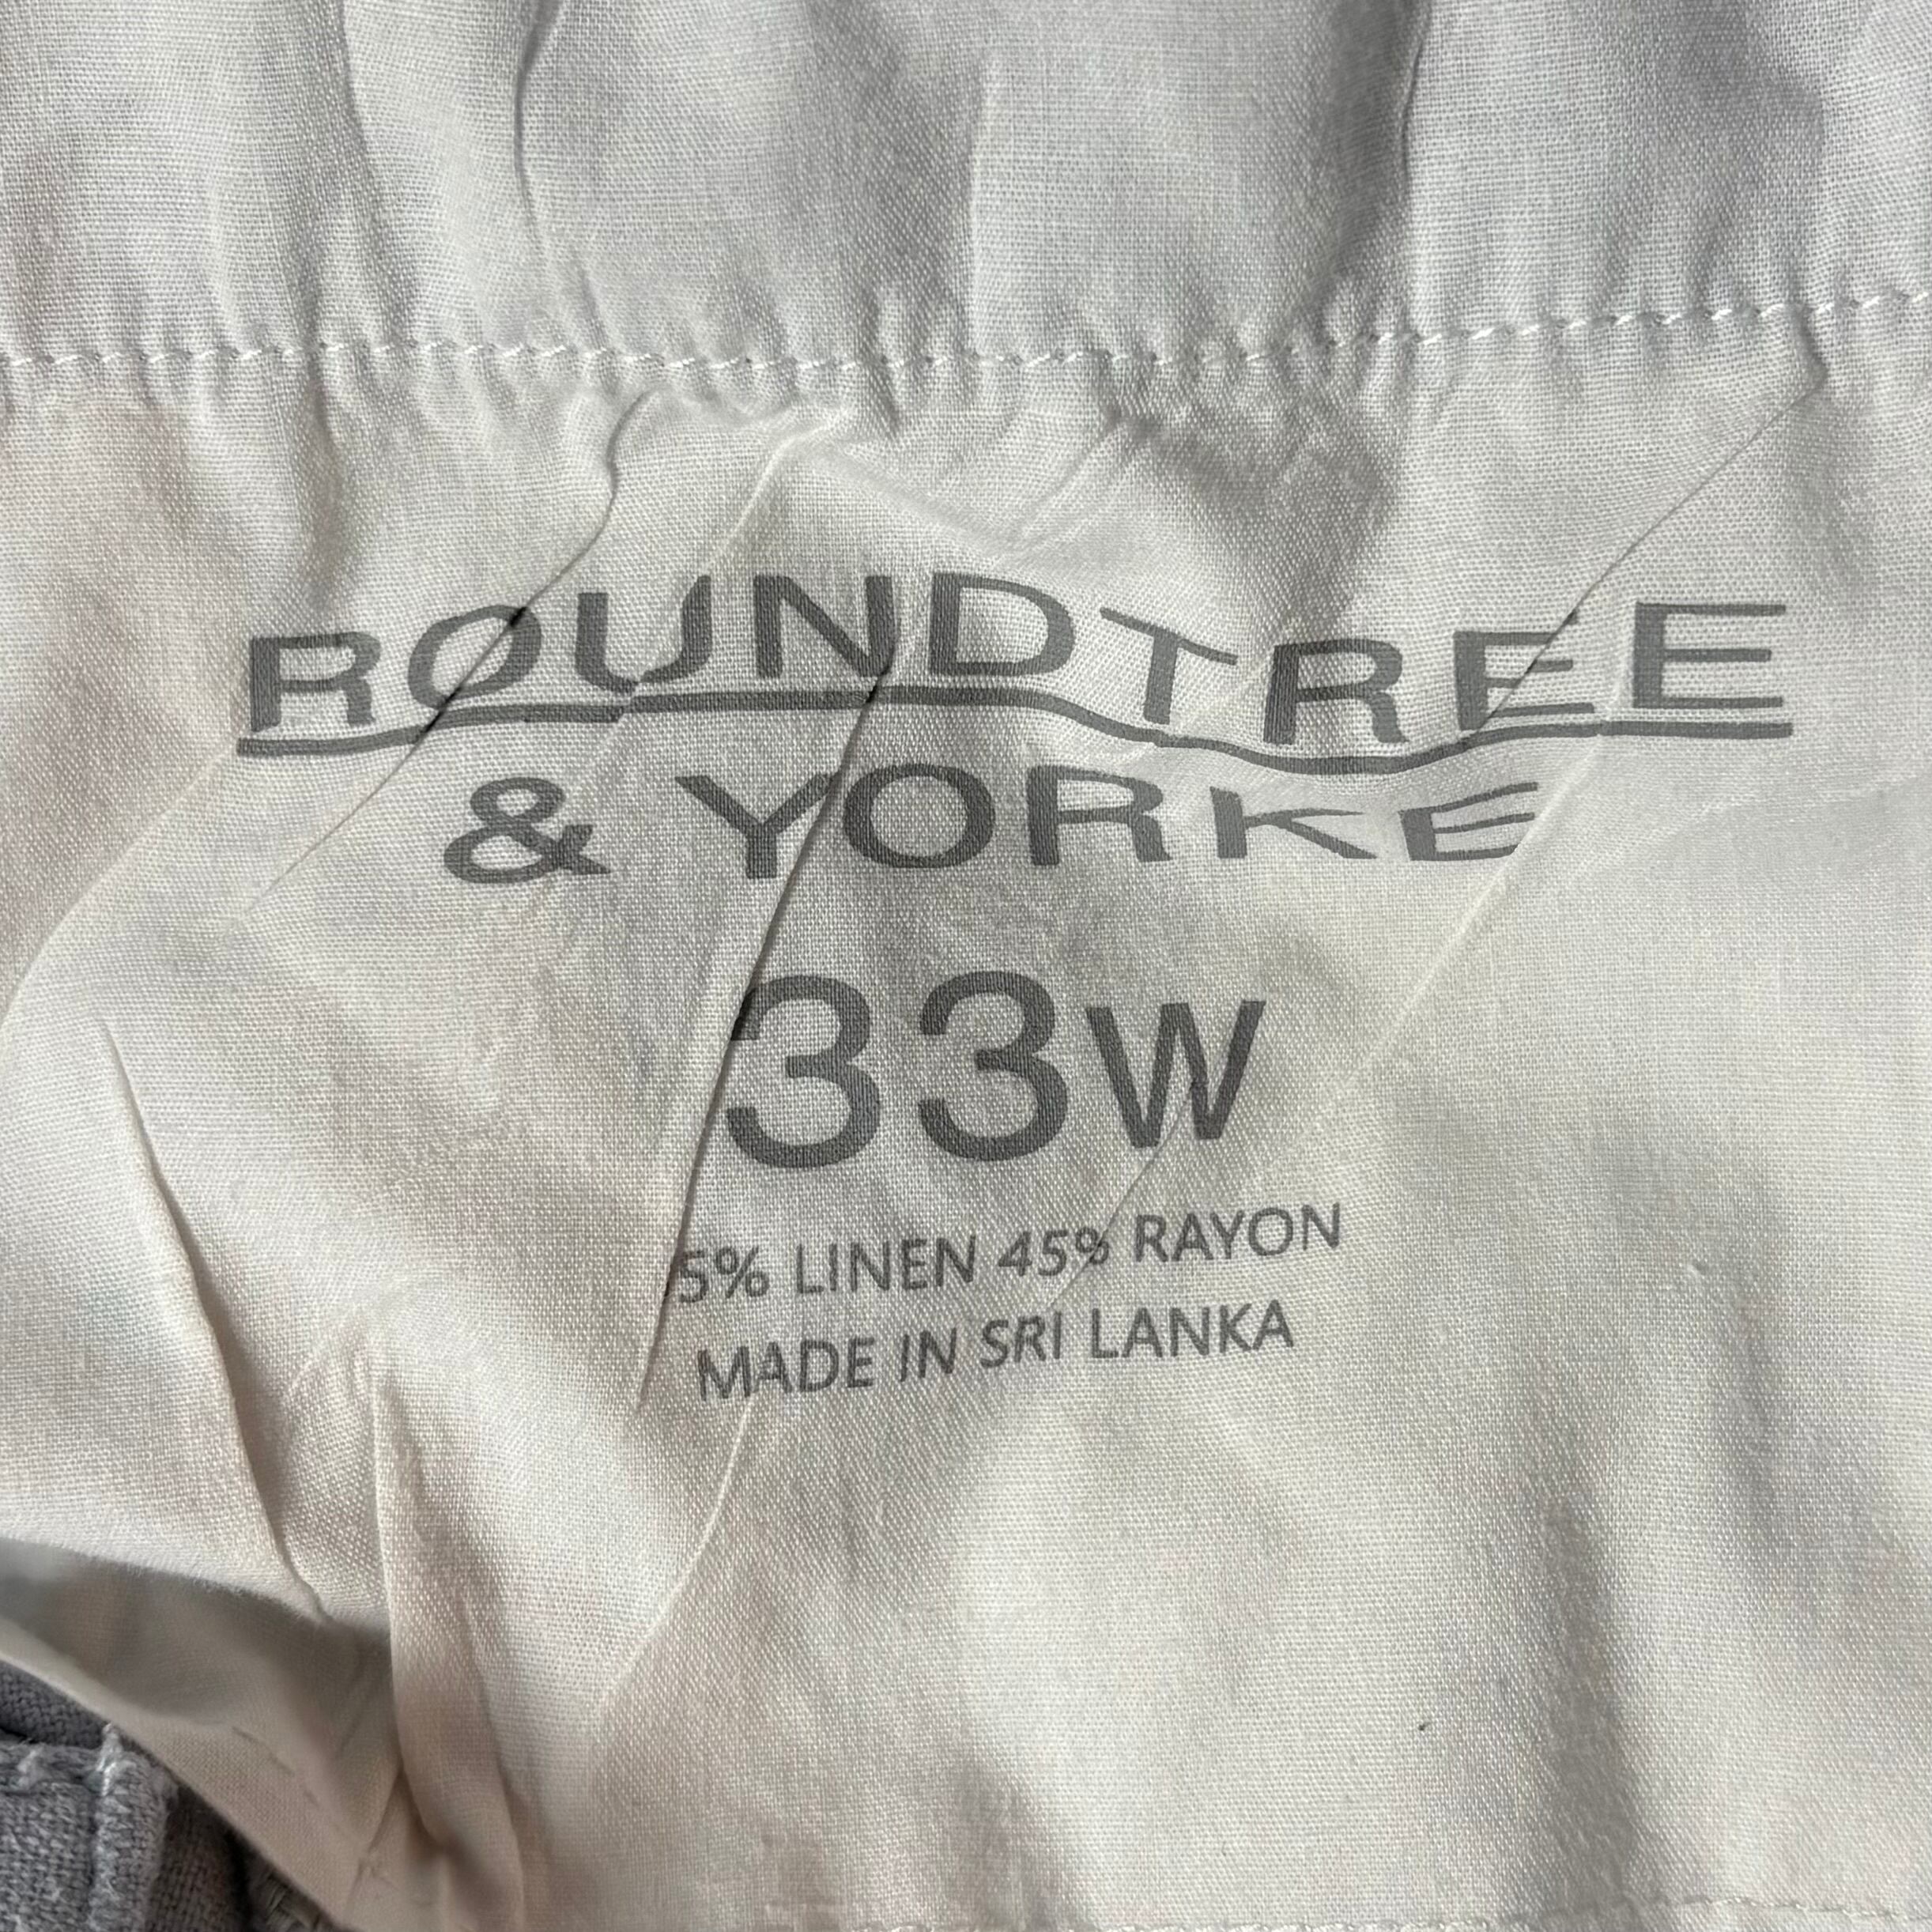 ROUNDTREE
& YORKE
33W
5% LINEN 45% RAYON
MADE IN SRI LANKA